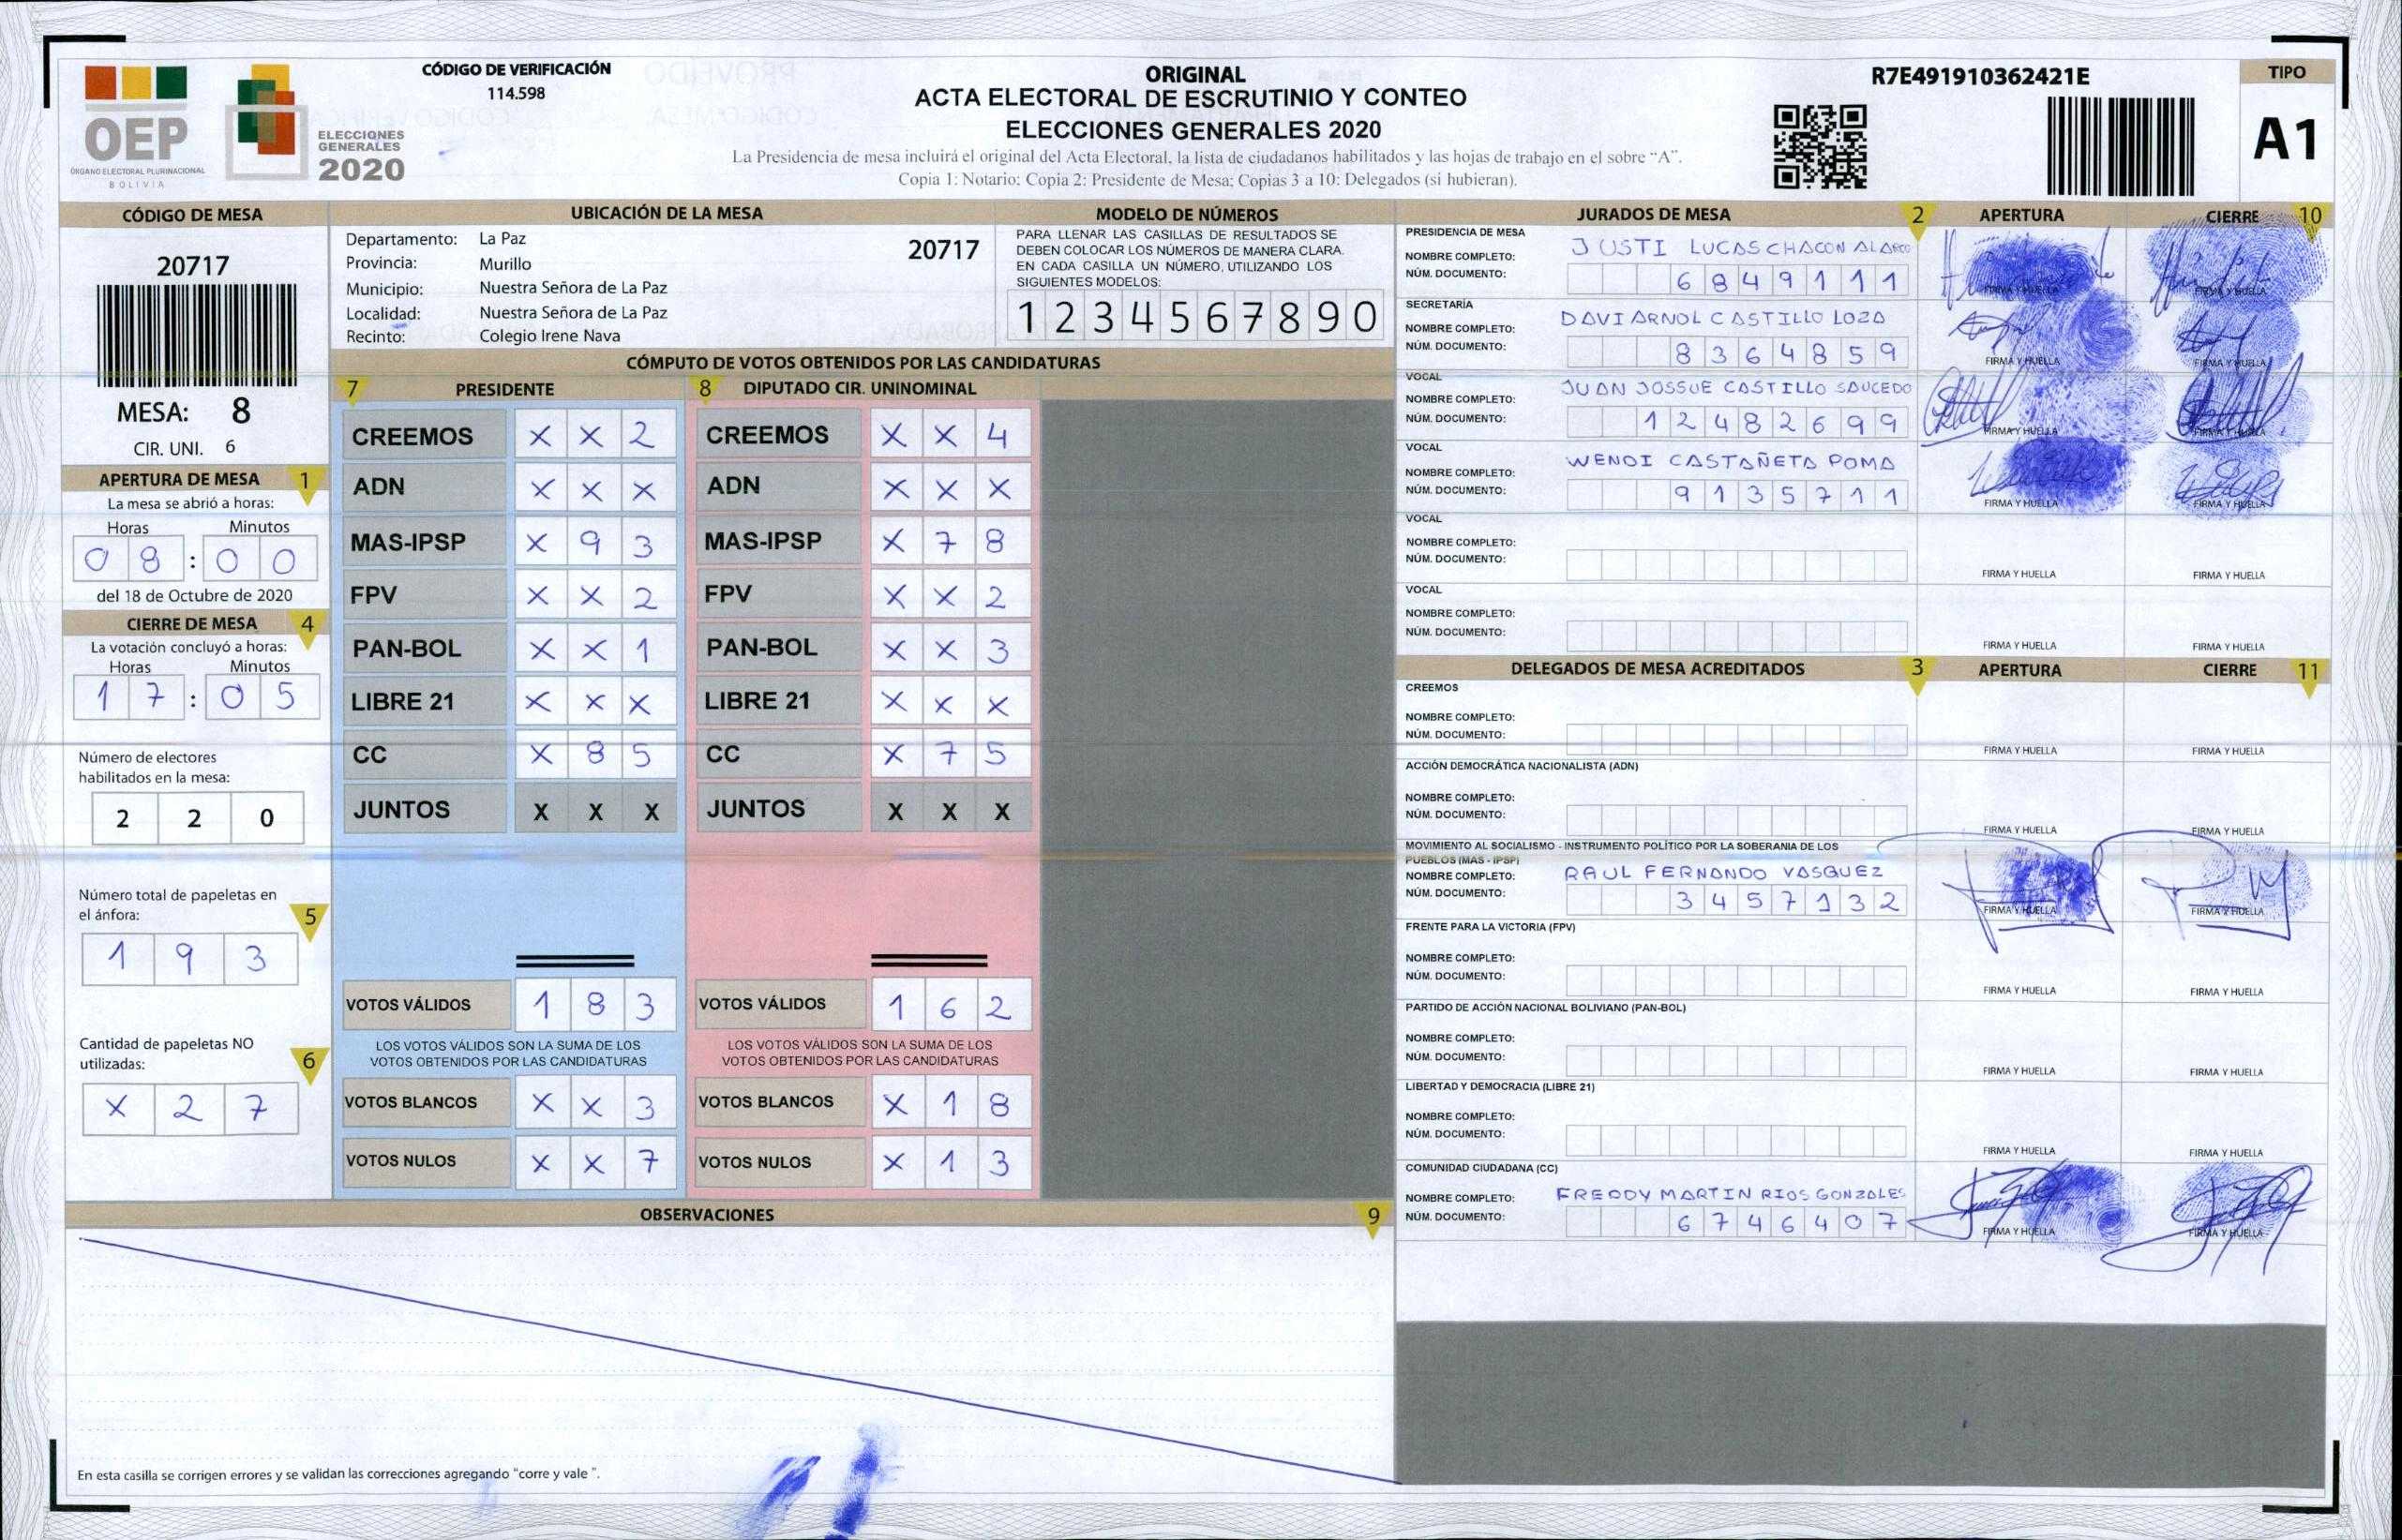 CÓDIGO DE VERIFICACIÓN
114.598
OEP
ÓRGANO ELECTORAL PLURINACIONAL
BOLIVIA
ELECCIONES
GENERALES
2020
ORIGINAL
ACTA ELECTORAL DE ESCRUTINIO Y CONTEO
ELECCIONES GENERALES 2020
La Presidencia de mesa incluirá el original del Acta Electoral, la lista de ciudadanos habilitados y las hojas de trabajo en el sobre “A”.
Copia 1: Notario; Copia 2: Presidente de Mesa; Copias 3 a 10: Delegados (si hubieran).
R7E491910362421E
TIPO
A1
CÓDIGO DE MESA
20717
MESA: 8
CIR. UNI. 6
APERTURA DE MESA 1
La mesa se abrió a horas:
Horas Minutos
0 8 : 0 0
del 18 de Octubre de 2020
CIERRE DE MESA 4
La votación concluyó a horas:
Horas Minutos
1 7 : 0 5
Número de electores
habilitados en la mesa:
2 2 0
Número total de papeletas en
el ánfora: 5
1 9 3
Cantidad de papeletas NO
utilizadas: 6
X 2 7
UBICACIÓN DE LA MESA
Departamento: La Paz 20717
Provincia: Murillo
Municipio: Nuestra Señora de La Paz
Localidad: Nuestra Señora de La Paz
Recinto: Colegio Irene Nava
MODELO DE NÚMEROS
PARA LLENAR LAS CASILLAS DE RESULTADOS SE
DEBEN COLOCAR LOS NÚMEROS DE MANERA CLARA.
EN CADA CASILLA UN NÚMERO, UTILIZANDO LOS
SIGUIENTES MODELOS:
1 2 3 4 5 6 7 8 9 0
CÓMPUTO DE VOTOS OBTENIDOS POR LAS CANDIDATURAS
7 PRESIDENTE 8 DIPUTADO CIR. UNINOMINAL
CREEMOS X X 2 CREEMOS X X 4
ADN X X X ADN X X X
MAS-IPSP X 9 3 MAS-IPSP X 7 8
FPV X X 2 FPV X X 2
PAN-BOL X X 1 PAN-BOL X X 3
LIBRE 21 X X X LIBRE 21 X X X
CC X 8 5 CC X 7 5
JUNTOS X X X JUNTOS X X X
VOTOS VÁLIDOS 1 8 3 VOTOS VÁLIDOS 1 6 2
LOS VOTOS VÁLIDOS SON LA SUMA DE LOS LOS VOTOS VÁLIDOS SON LA SUMA DE LOS
VOTOS OBTENIDOS POR LAS CANDIDATURAS VOTOS OBTENIDOS POR LAS CANDIDATURAS
VOTOS BLANCOS X X 3 VOTOS BLANCOS X 1 8
VOTOS NULOS X X 7 VOTOS NULOS X 1 3
OBSERVACIONES 9
En esta casilla se corrigen errores y se validan las correcciones agregando “corre y vale ”.
JURADOS DE MESA 2 APERTURA CIERRE 10
PRESIDENCIA DE MESA
NOMBRE COMPLETO: JUSTI LUCAS CHACON
NÚM. DOCUMENTO: 6 8 4 9 1 1 1
FIRMA Y HUELLA FIRMA Y HUELLA
SECRETARÍA
NOMBRE COMPLETO: DAVI ARNOL CASTILLO LOZA
NÚM. DOCUMENTO: 8 3 6 4 8 5 9
FIRMA Y HUELLA FIRMA Y HUELLA
VOCAL
NOMBRE COMPLETO: JUAN JOSSUE CASTILLO SAUCEDO
NÚM. DOCUMENTO: 1 2 4 8 2 6 9 9
FIRMA Y HUELLA FIRMA Y HUELLA
VOCAL
NOMBRE COMPLETO: WENDI CASTAÑETA POMA
NÚM. DOCUMENTO: 9 1 3 5 7 1 1
FIRMA Y HUELLA FIRMA Y HUELLA
VOCAL
NOMBRE COMPLETO:
NÚM. DOCUMENTO:
FIRMA Y HUELLA FIRMA Y HUELLA
VOCAL
NOMBRE COMPLETO:
NÚM. DOCUMENTO:
FIRMA Y HUELLA FIRMA Y HUELLA
DELEGADOS DE MESA ACREDITADOS 3 APERTURA CIERRE 11
CREEMOS
NOMBRE COMPLETO:
NÚM. DOCUMENTO:
FIRMA Y HUELLA FIRMA Y HUELLA
ACCIÓN DEMOCRÁTICA NACIONALISTA (ADN)
NOMBRE COMPLETO:
NÚM. DOCUMENTO:
FIRMA Y HUELLA FIRMA Y HUELLA
MOVIMIENTO AL SOCIALISMO - INSTRUMENTO POLÍTICO POR LA SOBERANIA DE LOS
PUEBLOS (MAS - IPSP)
NOMBRE COMPLETO: RAUL FERNANDO VASQUEZ
NÚM. DOCUMENTO: 3 4 5 7 1 3 2
FIRMA Y HUELLA FIRMA Y HUELLA
FRENTE PARA LA VICTORIA (FPV)
NOMBRE COMPLETO:
NÚM. DOCUMENTO:
FIRMA Y HUELLA FIRMA Y HUELLA
PARTIDO DE ACCIÓN NACIONAL BOLIVIANO (PAN-BOL)
NOMBRE COMPLETO:
NÚM. DOCUMENTO:
FIRMA Y HUELLA FIRMA Y HUELLA
LIBERTAD Y DEMOCRACIA (LIBRE 21)
NOMBRE COMPLETO:
NÚM. DOCUMENTO:
FIRMA Y HUELLA FIRMA Y HUELLA
COMUNIDAD CIUDADANA (CC)
NOMBRE COMPLETO: FREDDY MARTIN RIOS GONZALES
NÚM. DOCUMENTO: 6 7 4 6 4 0 7
FIRMA Y HUELLA FIRMA Y HUELLA